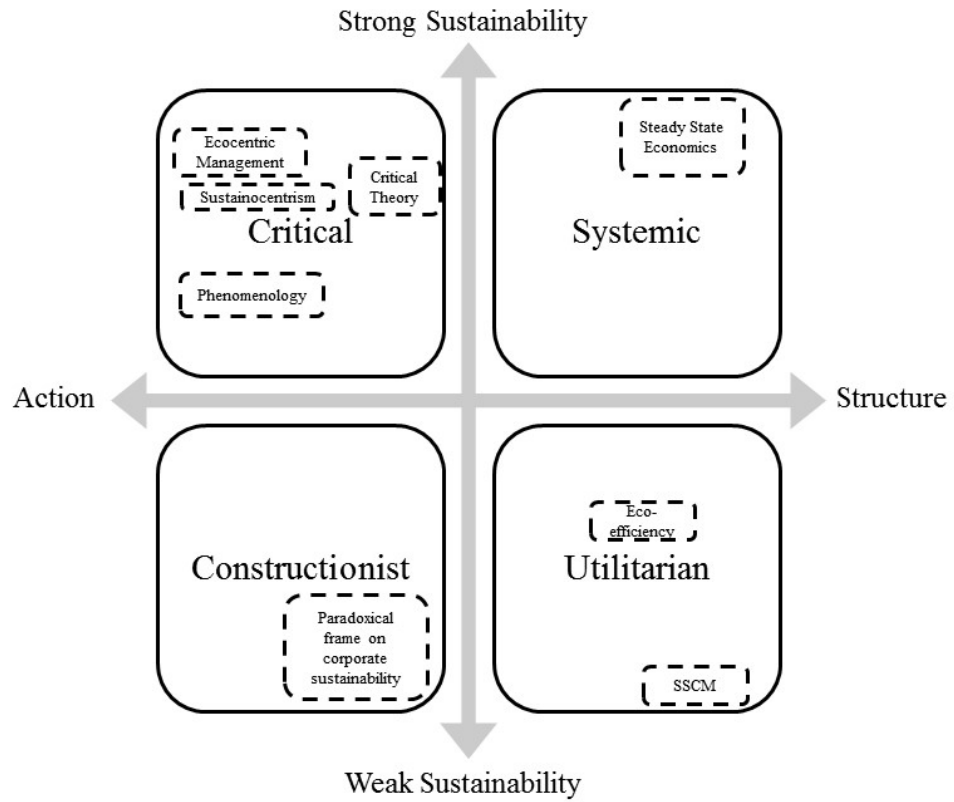 Strong Sustainability
Ecocentric
Management
Sustainocentrism
Critical
Theory
Critical
Phenomenology
Steady State
Economics
Systemic
Action
Structure
Constructionist
Paradoxical
frame on
corporate
sustainability
Eco-
efficiency
Utilitarian
SSCM
Weak Sustainability